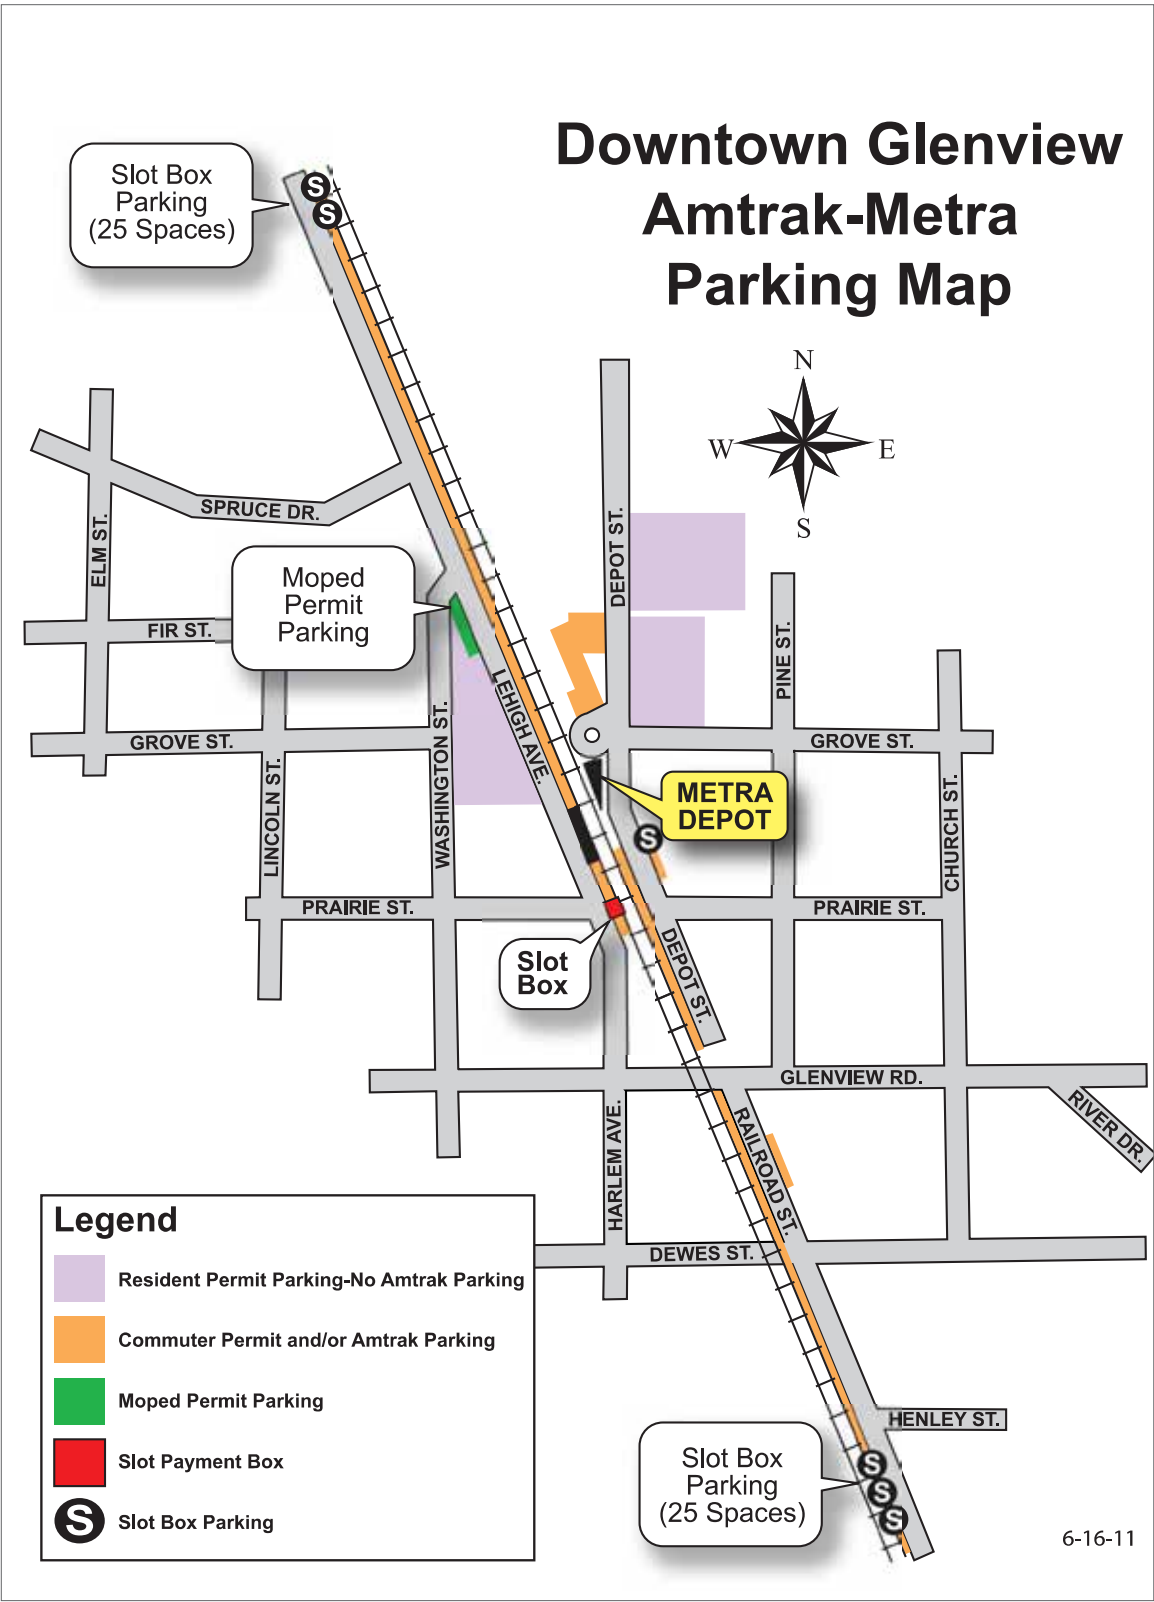 Downtown Glenview
Amtrak-Metra
Parking Map
Slot Box
Parking
(25 Spaces)
S
S
N
W
E
S
SPRUCE DR.
ELM ST.
DEPOT ST.
Moped
Permit
Parking
FIR ST.
PINE ST.
LEHIGH AVE.
GROVE ST.
WASHINGTON ST.
GROVE ST.
LINCOLN ST.
METRA
DEPOT
S
CHURCH ST.
PRAIRIE ST.
PRAIRIE ST.
Slot
Box
DEPOT ST.
GLENVIEW RD.
RIVER DR.
HARLEM AVE.
RAILROAD ST.
DEWES ST.
Legend
Resident Permit Parking-No Amtrak Parking
Commuter Permit and/or Amtrak Parking
Moped Permit Parking
Slot Payment Box
S Slot Box Parking
HENLEY ST.
Slot Box
Parking
(25 Spaces)
S
S
S
6-16-11